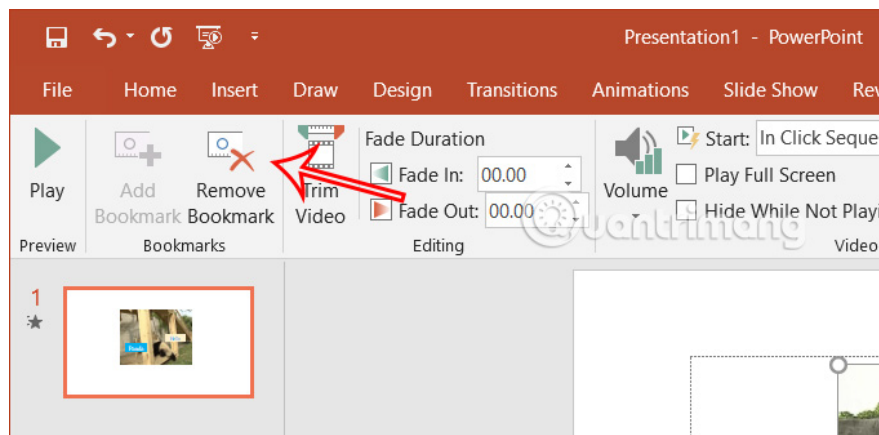 Presentation1 - PowerPoint
File Home Insert Draw Design Transitions Animations Slide Show Rev
Play
Preview
Add
Bookmark
Remove
Bookmark
Bookmarks
Trim
Video
Fade Duration
Fade In: 00.00
Fade Out: 00.00
Editing
Volume
Start: In Click Seque
Play Full Screen
Hide While Not Playi
Video
Quantrimang
1